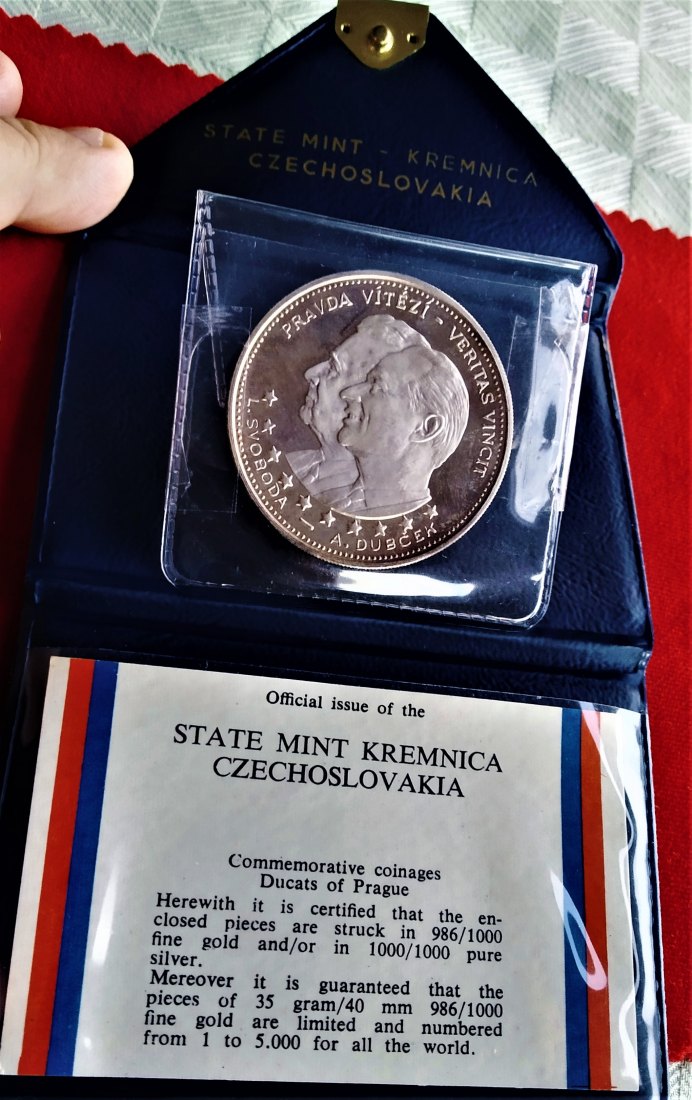 STATE MINT - KREMNICA
CZECHOSLOVAKIA
PRAVDA VÍTĚZÍ - VERITAS VINCIT
L. SVOBODA — A. DUBČEK
Official issue of the
STATE MINT KREMNICA
CZECHOSLOVAKIA
Commemorative coinages
Ducats of Prague
Herewith it is certified that the en-
closed pieces are struck in 986/1000
fine gold and/or in 1000/1000 pure
silver.
Mereover it is guaranteed that the
pieces of 35 gram/40 mm 986/1000
fine gold are limited and numbered
from 1 to 5.000 for all the world.